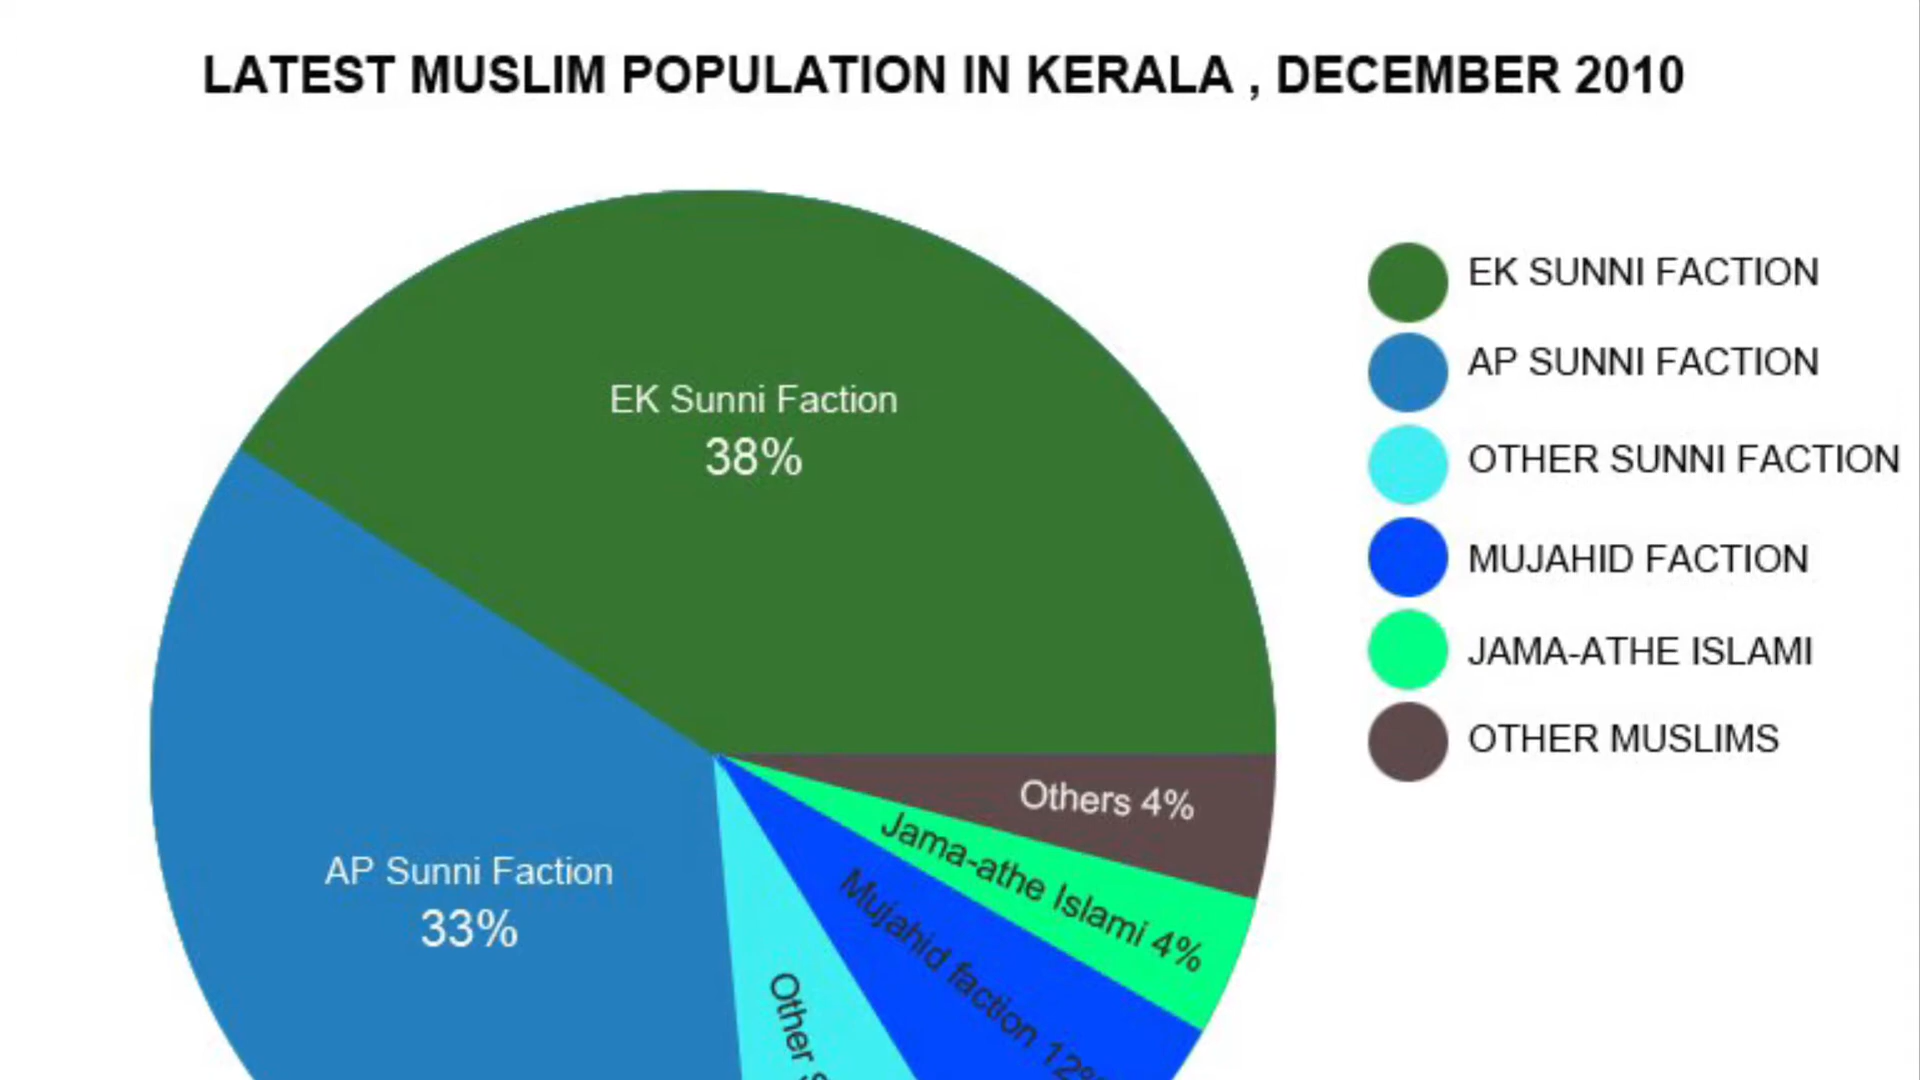 LATEST MUSLIM POPULATION IN KERALA , DECEMBER 2010
EK Sunni Faction
38%
AP Sunni Faction
33%
Other
Mujahid faction 12%
Jama-athe Islami 4%
Others 4%
EK SUNNI FACTION
AP SUNNI FACTION
OTHER SUNNI FACTION
MUJAHID FACTION
JAMA-ATHE ISLAMI
OTHER MUSLIMS